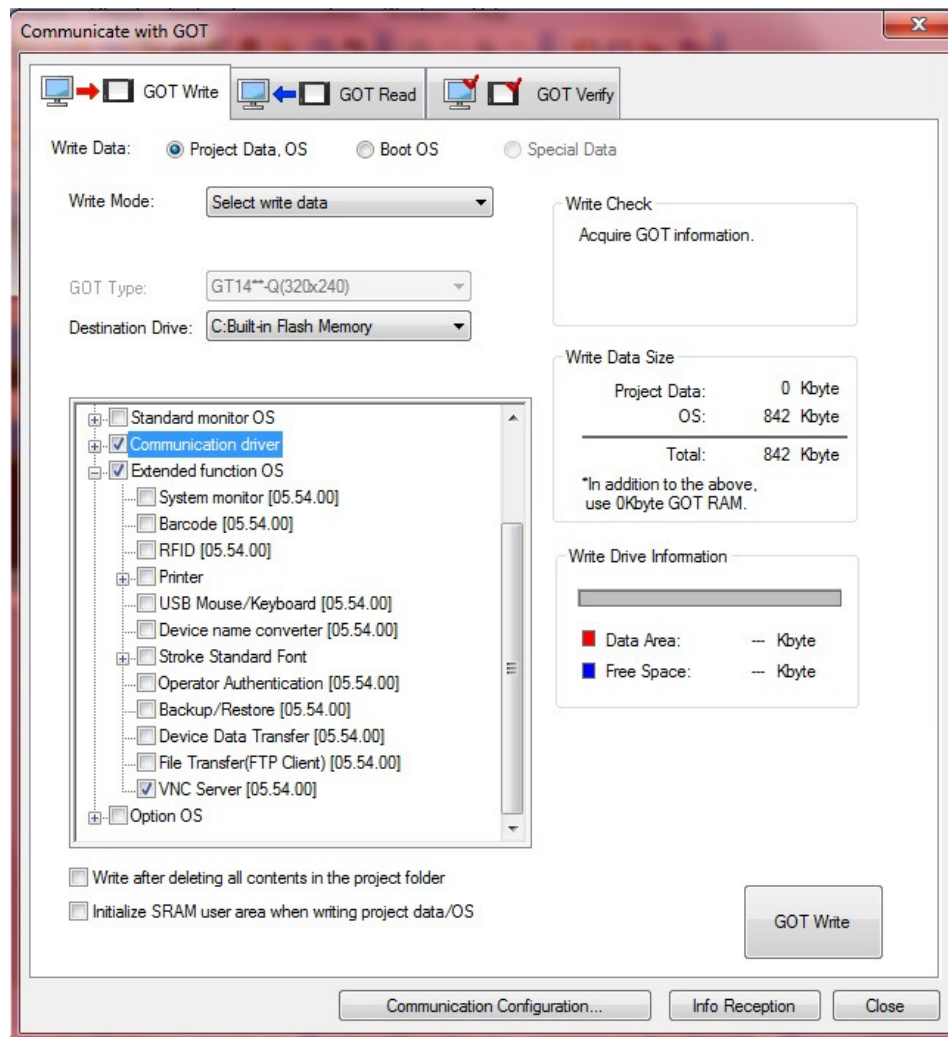 Communicate with GOT
GOT Write
GOT Read
GOT Verify
Write Data:
Project Data, OS
Boot OS
Special Data
Write Mode:
Select write data
GOT Type:
GT14**-Q(320x240)
Destination Drive:
C:Built-in Flash Memory
Standard monitor OS
Communication driver
Extended function OS
System monitor [05.54.00]
Barcode [05.54.00]
RFID [05.54.00]
Printer
USB Mouse/Keyboard [05.54.00]
Device name converter [05.54.00]
Stroke Standard Font
Operator Authentication [05.54.00]
Backup/Restore [05.54.00]
Device Data Transfer [05.54.00]
File Transfer(FTP Client) [05.54.00]
VNC Server [05.54.00]
Option OS
Write after deleting all contents in the project folder
Initialize SRAM user area when writing project data/OS
Write Check
Acquire GOT information.
Write Data Size
Project Data: 0 Kbyte
OS: 842 Kbyte
Total: 842 Kbyte
*In addition to the above,
use 0Kbyte GOT RAM.
Write Drive Information
Data Area: --- Kbyte
Free Space: --- Kbyte
GOT Write
Communication Configuration...
Info Reception
Close